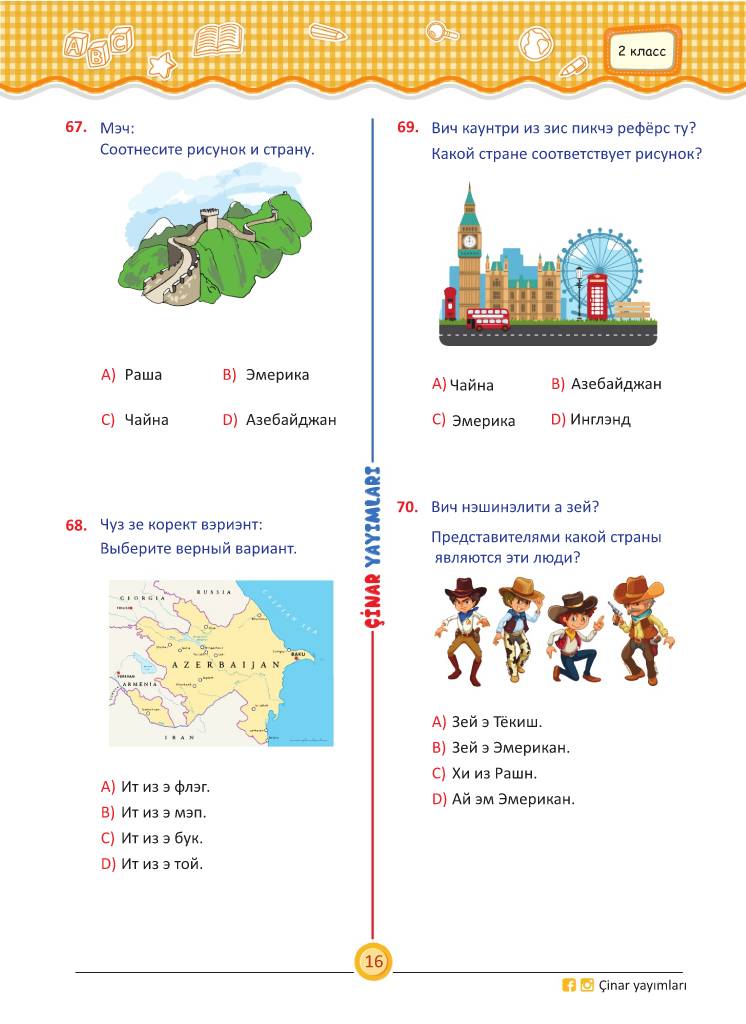 2 класс
67. Мэч:
Соотнесите рисунок и страну.
A) Раша
B) Эмерика
C) Чайна
D) Азебайджан
68. Чуз зе корект вэриэнт:
Выберите верный вариант.
GEORGIA
RUSSIA
CASPIAN SEA
AZERBAIJAN
BAKU
ARMENIA
IRAN
A) Ит из э флэг.
B) Ит из э мэп.
C) Ит из э бук.
D) Ит из э той.
ÇİNAR YAYIMLARI
69. Вич каунтри из зис пикчэ рефёрс ту?
Какой стране соответствует рисунок?
A) Чайна
B) Азебайджан
C) Эмерика
D) Инглэнд
70. Вич нэшинэлити а зей?
Представителями какой страны
являются эти люди?
A) Зей э Тёкиш.
B) Зей э Эмерикан.
C) Хи из Рашн.
D) Ай эм Эмерикан.
16
Çinar yayımları